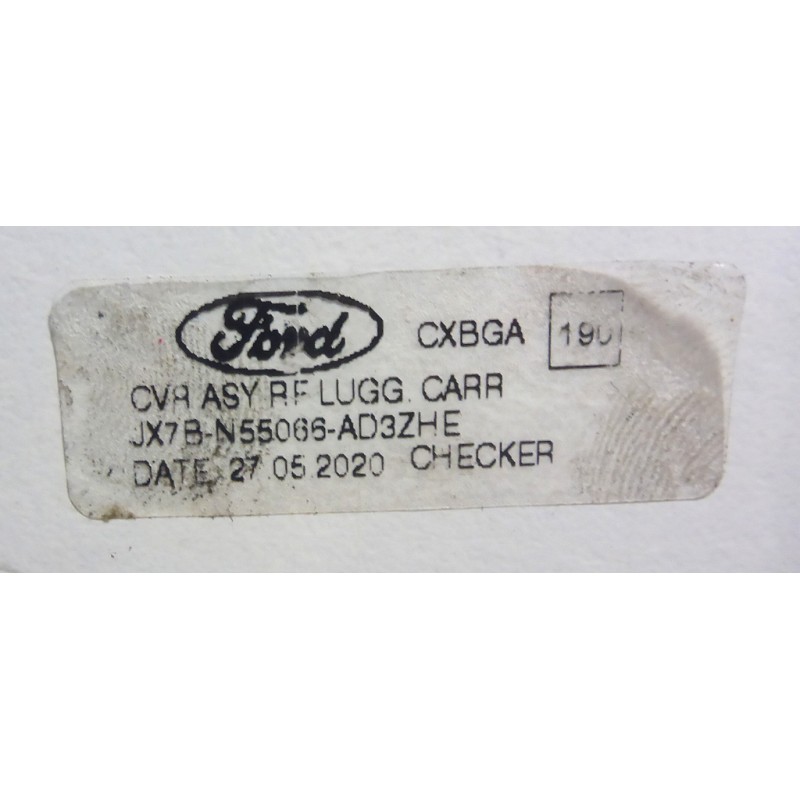 Ford CXBGA 190
CVR ASY RF LUGG. CARR
JX7B-N55066-AD3ZHE
DATE 27.05.2020 CHECKER